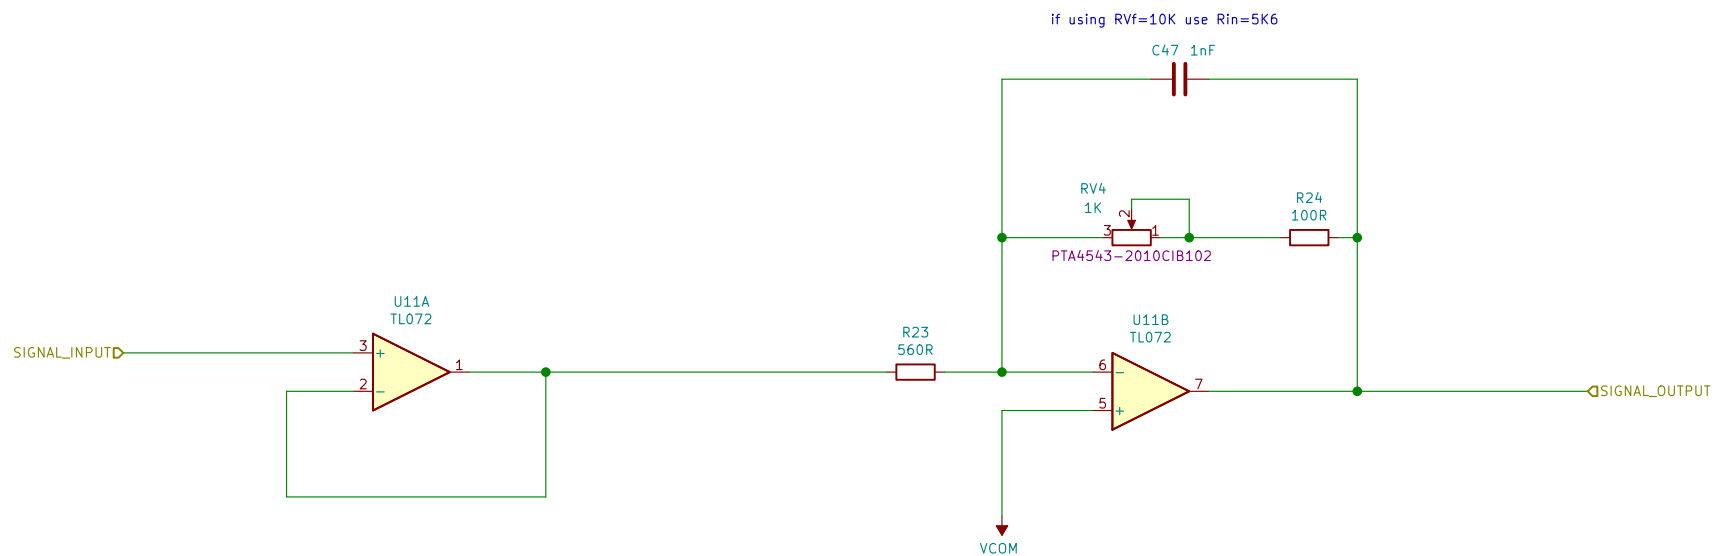 if using RVf=10K use Rin=5K6
C47 1nF
RV4
1K
2
3
1
PTA4543-2010CIB102
R24
100R
U11A
TL072
SIGNAL_INPUT
3
+
2
−
1
R23
560R
U11B
TL072
6
−
5
+
7
SIGNAL_OUTPUT
VCOM